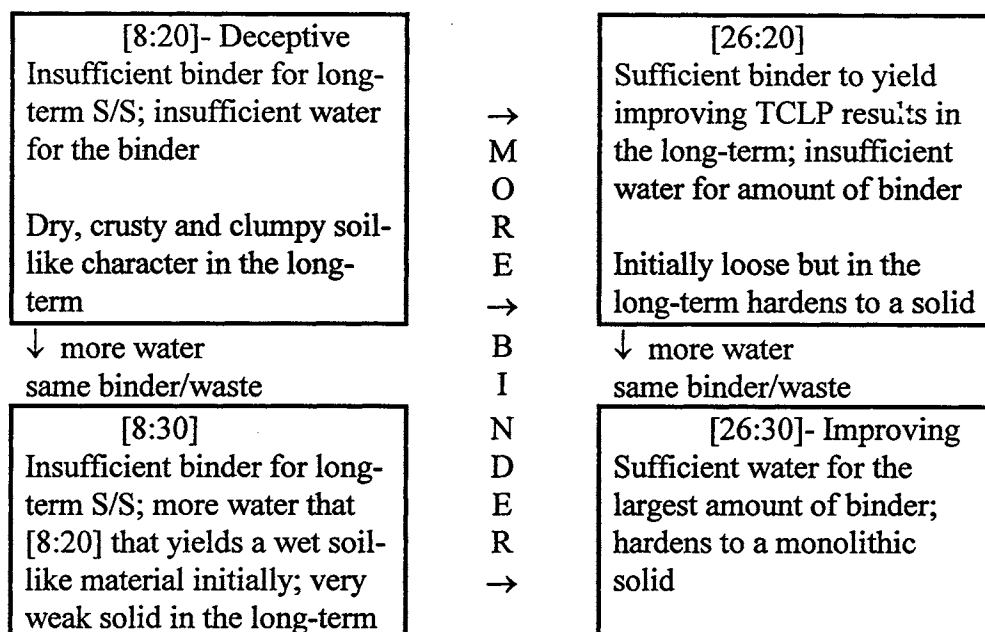 [8:20]- Deceptive
Insufficient binder for long-
term S/S; insufficient water
for the binder
Dry, crusty and clumpy soil-
like character in the long-
term
↓ more water
same binder/waste
[8:30]
Insufficient binder for long-
term S/S; more water that
[8:20] that yields a wet soil-
like material initially; very
weak solid in the long-term
→
M
O
R
E
→
B
I
N
D
E
R
→
[26:20]
Sufficient binder to yield
improving TCLP results in
the long-term; insufficient
water for amount of binder
Initially loose but in the
long-term hardens to a solid
↓ more water
same binder/waste
[26:30]- Improving
Sufficient water for the
largest amount of binder;
hardens to a monolithic
solid